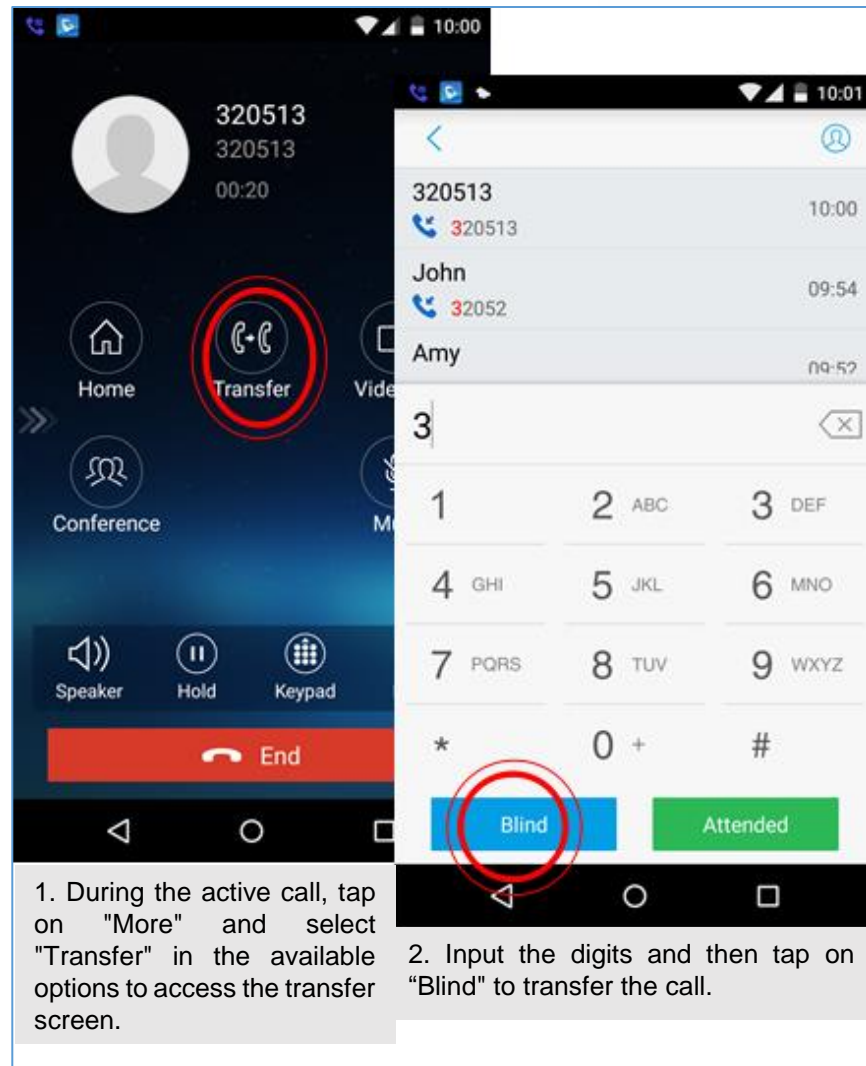 10:00
320513
320513
00:20
Home
Transfer
Conference
Speaker
Hold
Keypad
End
1. During the active call, tap
on "More" and select
"Transfer" in the available
options to access the transfer
screen.
10:01
320513
10:00
320513
John
09:54
32052
Amy
09:52
3
1
2 ABC
3 DEF
4 GHI
5 JKL
6 MNO
7 PQRS
8 TUV
9 WXYZ
*
0 +
#
Blind
Attended
2. Input the digits and then tap on
“Blind" to transfer the call.